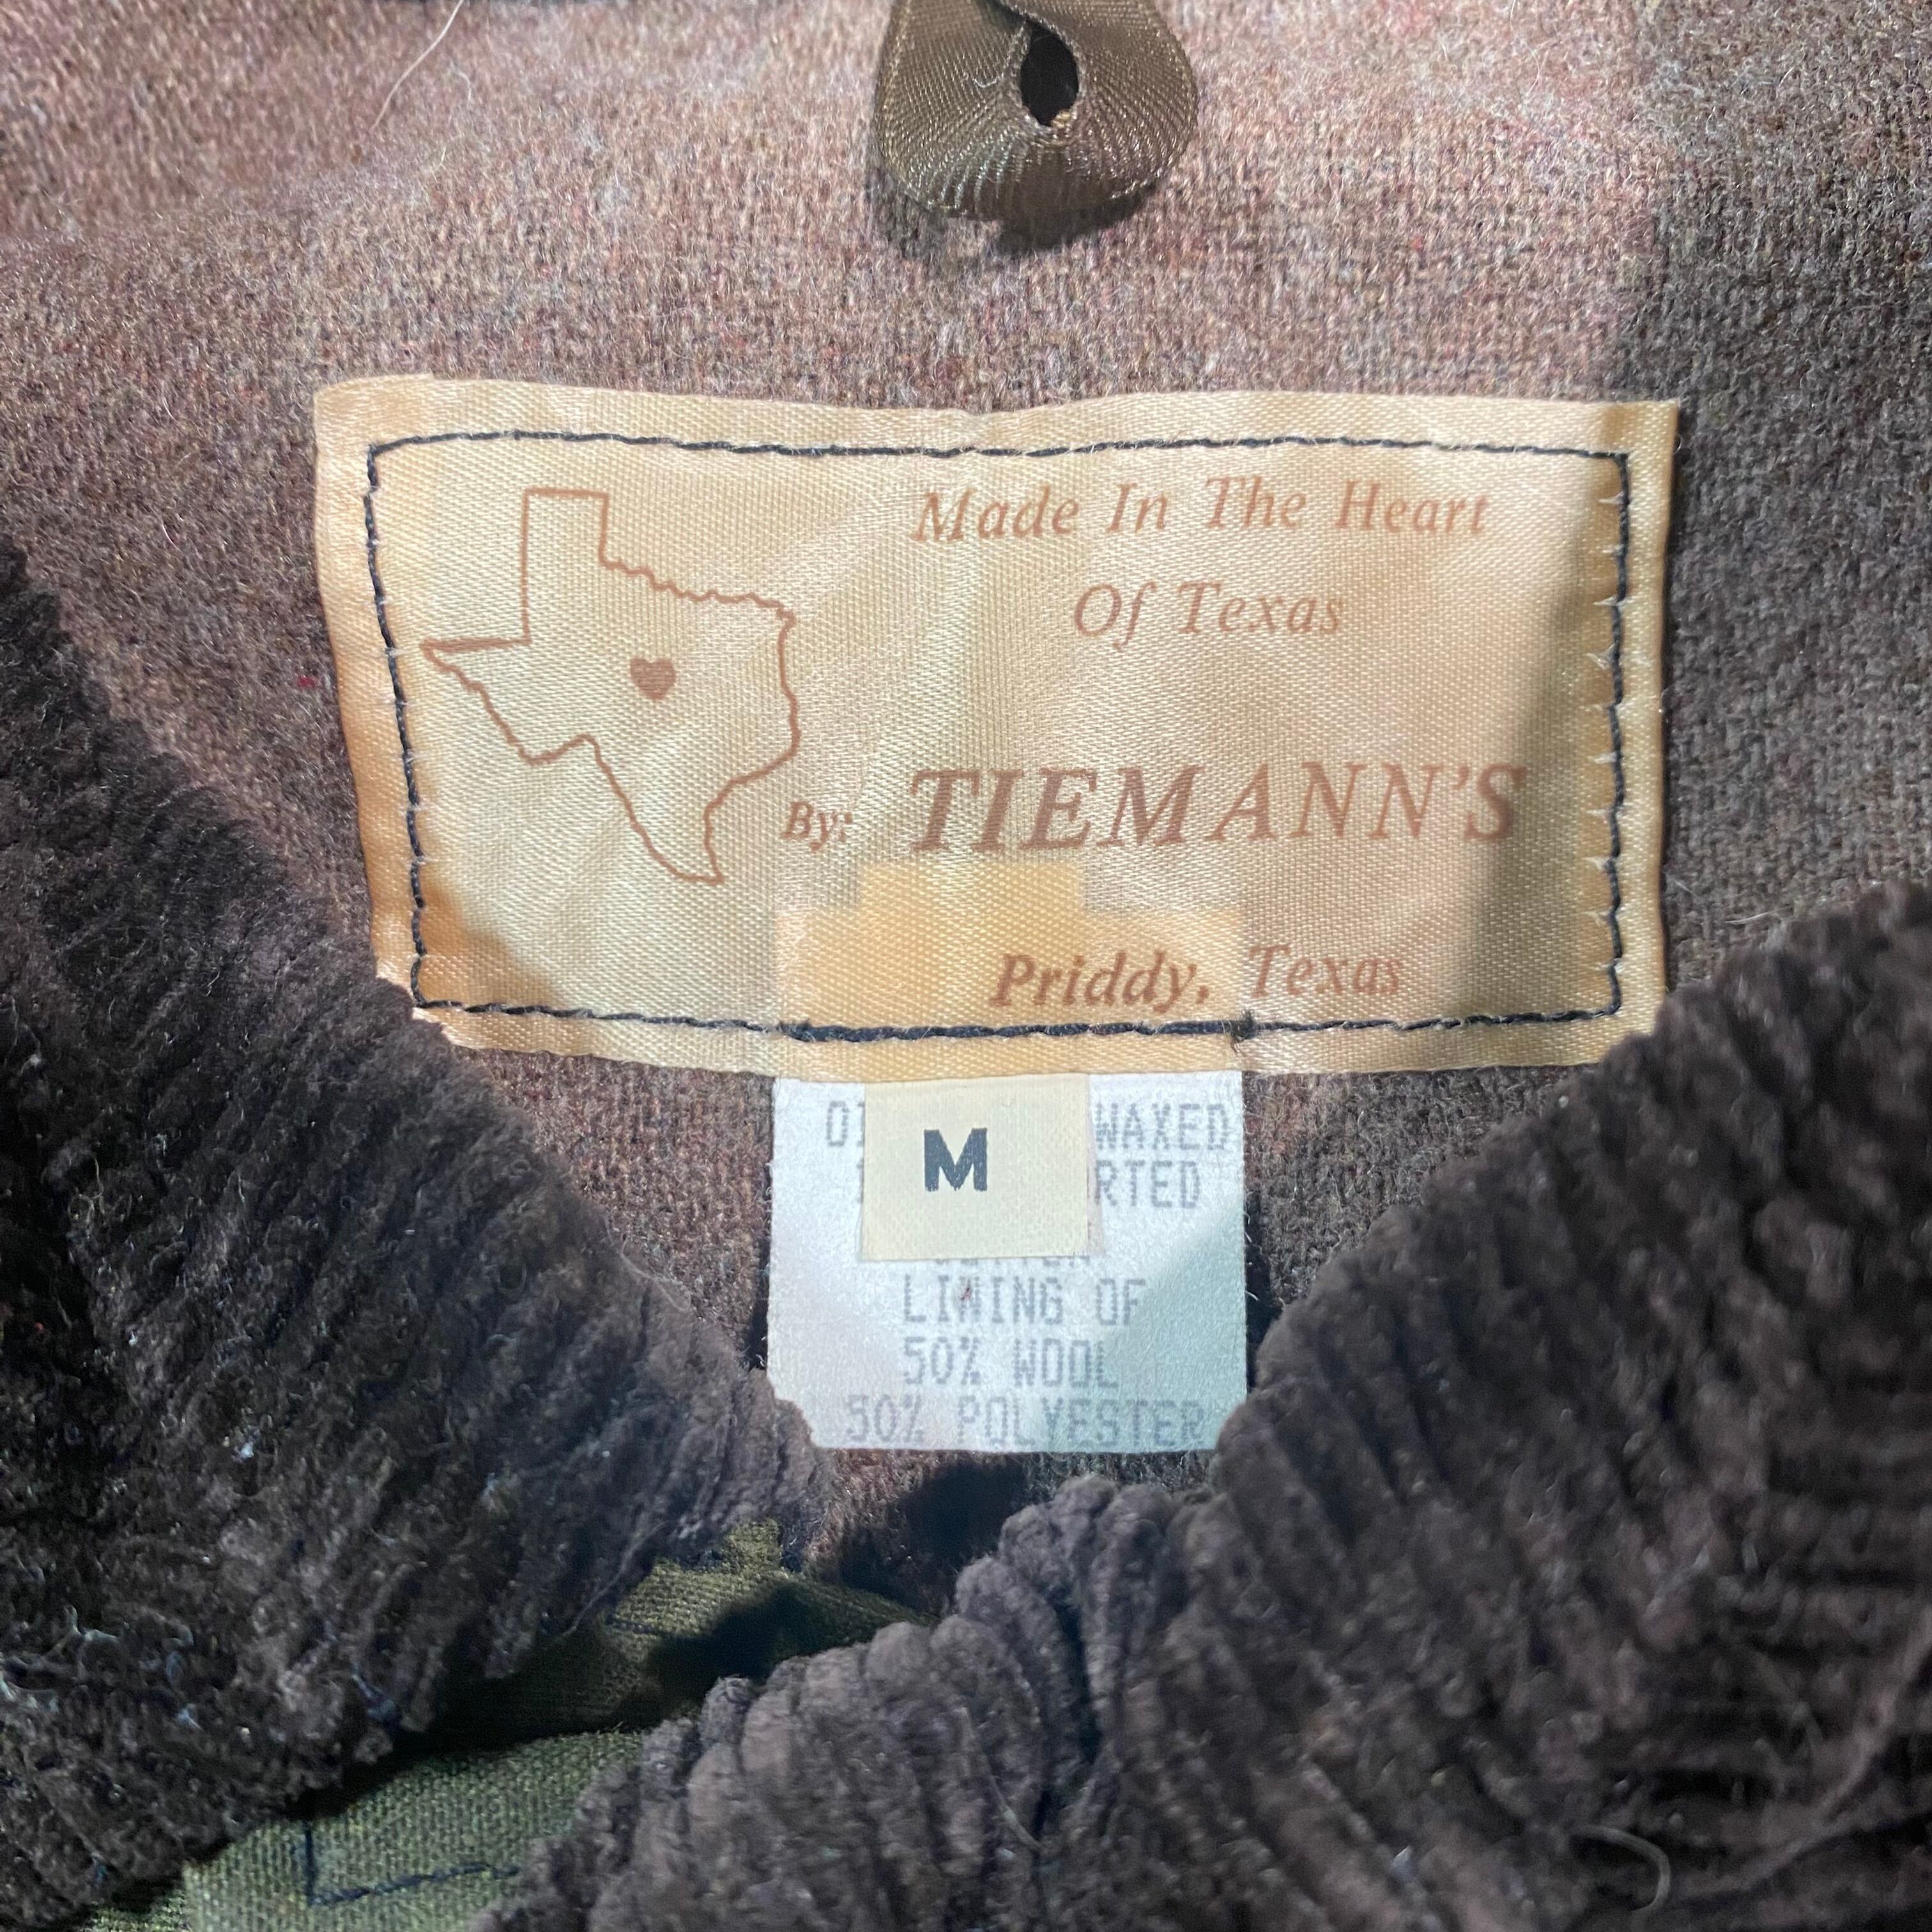 Made In The Heart
Of Texas
By: TIEMANN'S
Priddy, Texas
M
WAXED
LINING OF
50% WOOL
50% POLYESTER